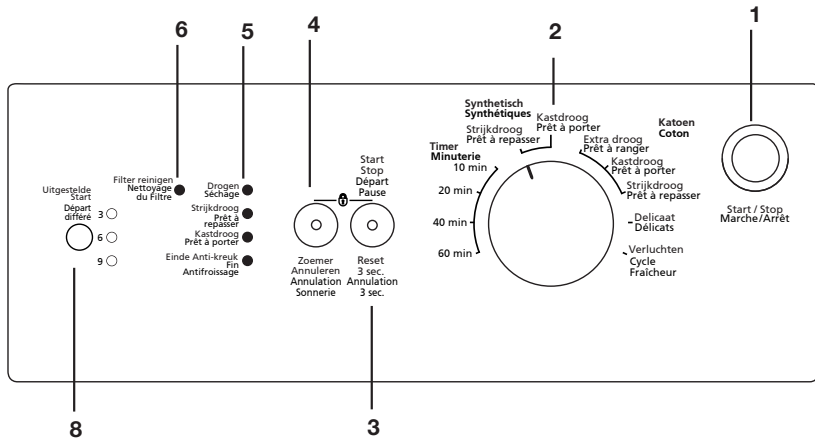 6
5
4
2
1
Filter reinigen
Nettoyage
du Filtre
Uitgestelde
Start
Départ
différé
3
6
9
Drogen
Séchage
Strijkdroog
Prêt à
repasser
Kastdroog
Prêt à porter
Einde Anti-kreuk
Fin
Antifroissage
Start
Stop
Départ
Pause
Zoemer
Annuleren
Annulation
Sonnerie
Reset
3 sec.
Annulation
3 sec.
Timer
Minuterie
10 min
20 min
40 min
60 min
Synthetisch
Synthétiques
Strijkdroog
Prêt à repasser
Kastdroog
Prêt à porter
Katoen
Coton
Extra droog
Prêt à ranger
Kastdroog
Prêt à porter
Strijkdroog
Prêt à repasser
Delicaat
Délicats
Verluchten
Cycle
Fraîcheur
Start / Stop
Marche/Arrêt
8
3